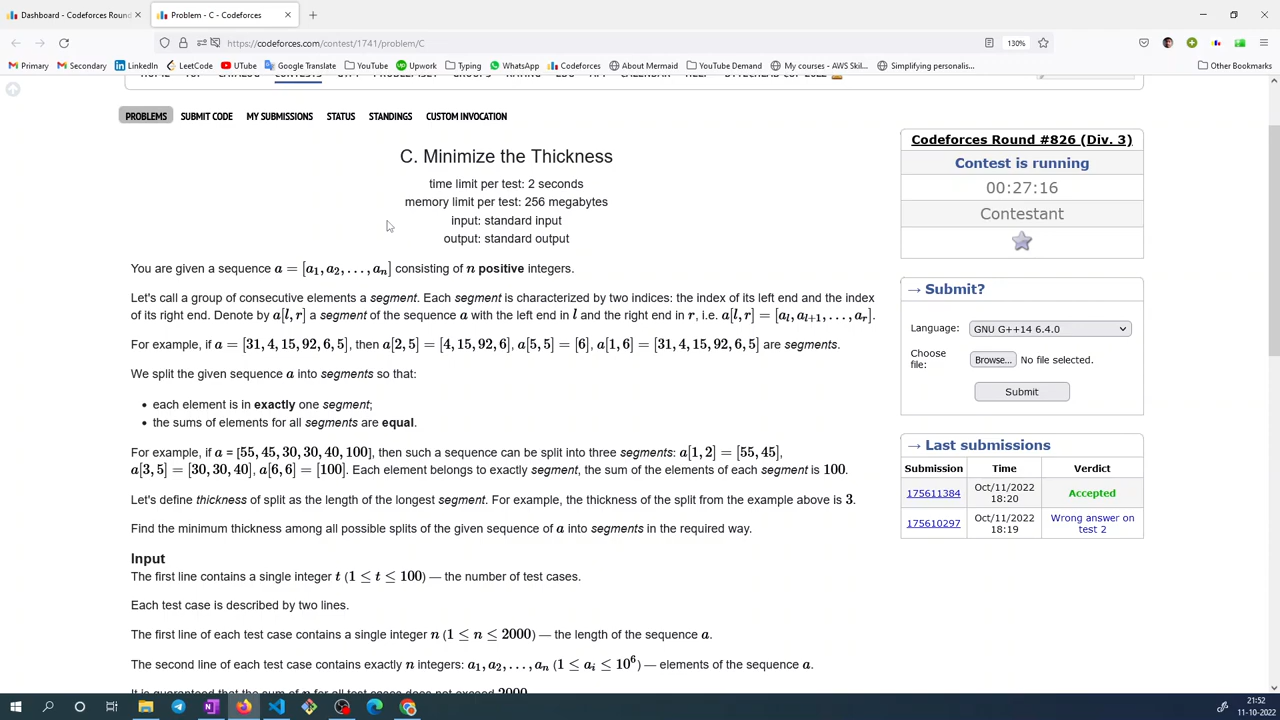 Dashboard - Codeforces Round
Problem - C - Codeforces
https://codeforces.com/contest/1741/problem/C
130%
Primary
Secondary
LinkedIn
LeetCode
UTube
Google Translate
YouTube
Upwork
Typing
WhatsApp
Codeforces
About Mermaid
YouTube Demand
My courses - AWS Skil...
Simplifying personalis...
Other Bookmarks
PROBLEMS SUBMIT CODE MY SUBMISSIONS STATUS STANDINGS CUSTOM INVOCATION
C. Minimize the Thickness
time limit per test: 2 seconds
memory limit per test: 256 megabytes
input: standard input
output: standard output
You are given a sequence a = [a1, a2, . . . , an] consisting of n positive integers.
Let's call a group of consecutive elements a segment. Each segment is characterized by two indices: the index of its left end and the index
of its right end. Denote by a[l, r] a segment of the sequence a with the left end in l and the right end in r, i.e. a[l, r] = [al, al+1, . . . , ar].
For example, if a = [31, 4, 15, 92, 6, 5], then a[2, 5] = [4, 15, 92, 6], a[5, 5] = [6], a[1, 6] = [31, 4, 15, 92, 6, 5] are segments.
We split the given sequence a into segments so that:
• each element is in exactly one segment;
• the sums of elements for all segments are equal.
For example, if a = [55, 45, 30, 30, 40, 100], then such a sequence can be split into three segments: a[1, 2] = [55, 45],
a[3, 5] = [30, 30, 40], a[6, 6] = [100]. Each element belongs to exactly segment, the sum of the elements of each segment is 100.
Let's define thickness of split as the length of the longest segment. For example, the thickness of the split from the example above is 3.
Find the minimum thickness among all possible splits of the given sequence of a into segments in the required way.
Input
The first line contains a single integer t (1 ≤ t ≤ 100) — the number of test cases.
Each test case is described by two lines.
The first line of each test case contains a single integer n (1 ≤ n ≤ 2000) — the length of the sequence a.
The second line of each test case contains exactly n integers: a1, a2, . . . , an (1 ≤ ai ≤ 10^6) — elements of the sequence a.
It is guaranteed that the sum of n for all test cases does not exceed 2000.
Codeforces Round #826 (Div. 3)
Contest is running
00:27:16
Contestant
→ Submit?
Language: GNU G++14 6.4.0
Choose
file:
Browse... No file selected.
Submit
→ Last submissions
Submission Time Verdict
175611384 Oct/11/2022 18:20 Accepted
175610297 Oct/11/2022 18:19 Wrong answer on test 2
21:52
11-10-2022